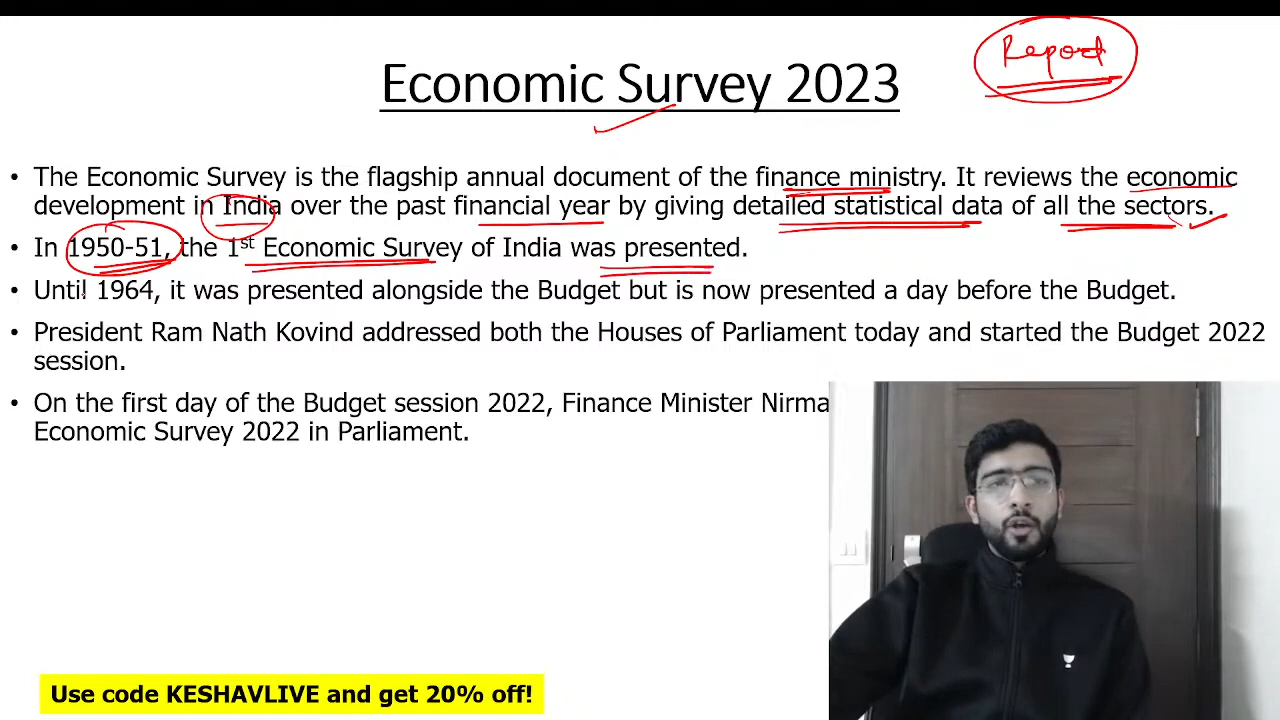 Report
Economic Survey 2023
• The Economic Survey is the flagship annual document of the finance ministry. It reviews the economic
development in India over the past financial year by giving detailed statistical data of all the sectors.
• In 1950-51, the 1st Economic Survey of India was presented.
• Until 1964, it was presented alongside the Budget but is now presented a day before the Budget.
• President Ram Nath Kovind addressed both the Houses of Parliament today and started the Budget 2022
session.
• On the first day of the Budget session 2022, Finance Minister Nirma
Economic Survey 2022 in Parliament.
Use code KESHAVLIVE and get 20% off!